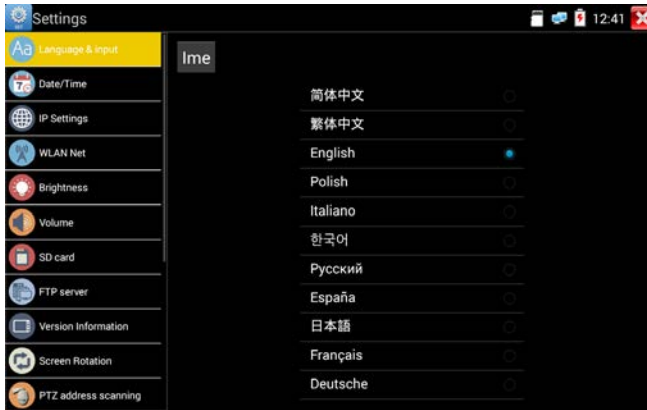 Settings
12:41
Language & input
Date/Time
IP Settings
WLAN Net
Brightness
Volume
SD card
FTP server
Version Information
Screen Rotation
PTZ address scanning
Ime
简体中文
繁体中文
English
Polish
Italiano
한국어
Русский
España
日本語
Français
Deutsche